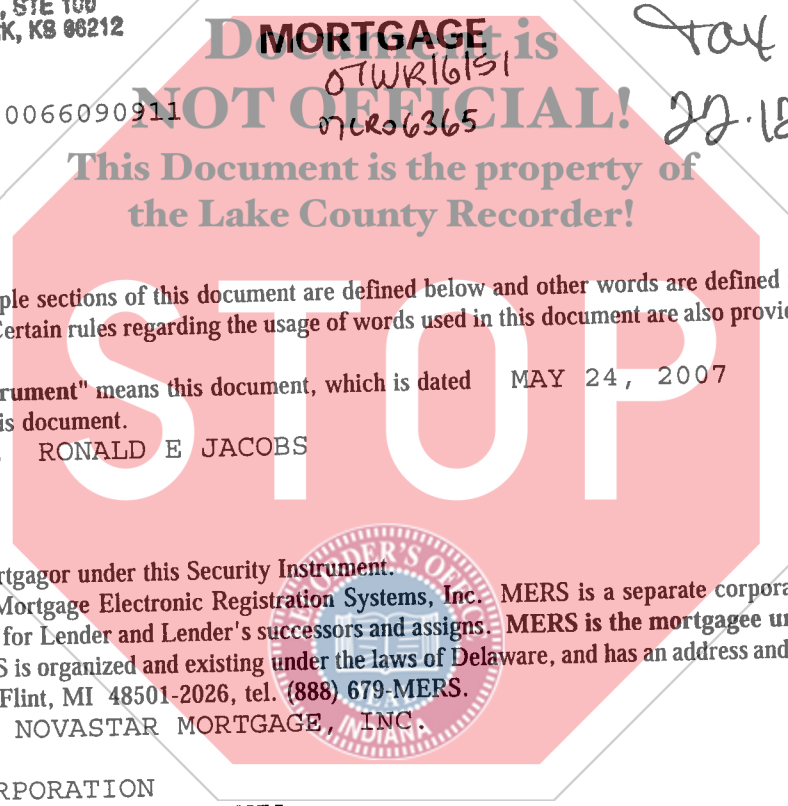 , STE 100
K, KS 66212
MORTGAGE
Document is
07WR16151
NOT OFFICIAL!
0066090911
07CR06365
This Document is the property of
the Lake County Recorder!
STOP
ple sections of this document are defined below and other words are defined
Certain rules regarding the usage of words used in this document are also provi
rument" means this document, which is dated MAY 24, 2007
is document.
RONALD E JACOBS
rtgagor under this Security Instrument.
Mortgage Electronic Registration Systems, Inc. MERS is a separate corpora
for Lender and Lender's successors and assigns. MERS is the mortgagee u
S is organized and existing under the laws of Delaware, and has an address and
Flint, MI 48501-2026, tel. (888) 679-MERS.
NOVASTAR MORTGAGE, INC.
RPORATION
RECORDER'S OFFICE
SEAL
INDIANA